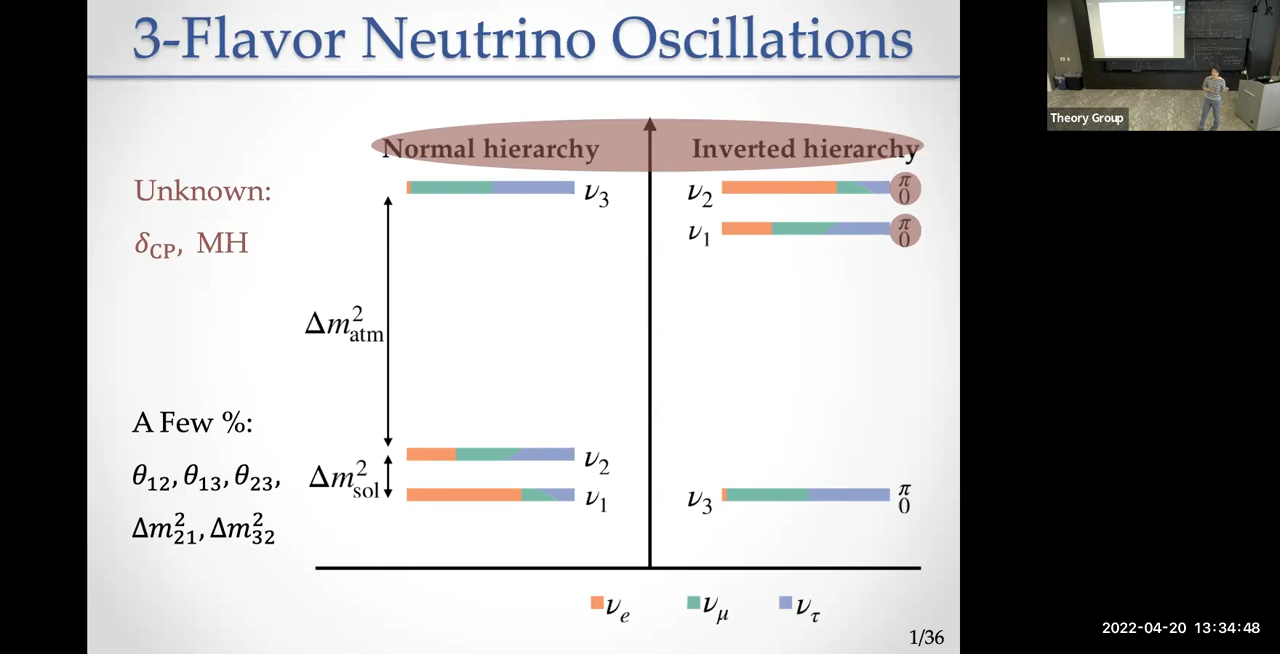 3-Flavor Neutrino Oscillations
Theory Group
Normal hierarchy
Inverted hierarchy
Unknown:
δCP, MH
ν3
ν2
π
0
ν1
π
0
Δm²atm
A Few %:
θ12, θ13, θ23,
Δm²21, Δm²32
Δm²sol
ν2
ν1
ν3
π
0
νe
νμ
ντ
1/36
2022-04-20 13:34:48